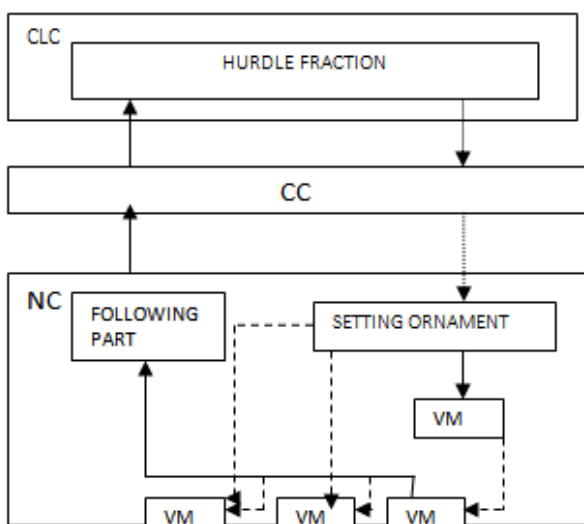 CLC
HURDLE FRACTION
CC
NC
FOLLOWING
PART
SETTING ORNAMENT
VM
VM
VM
VM